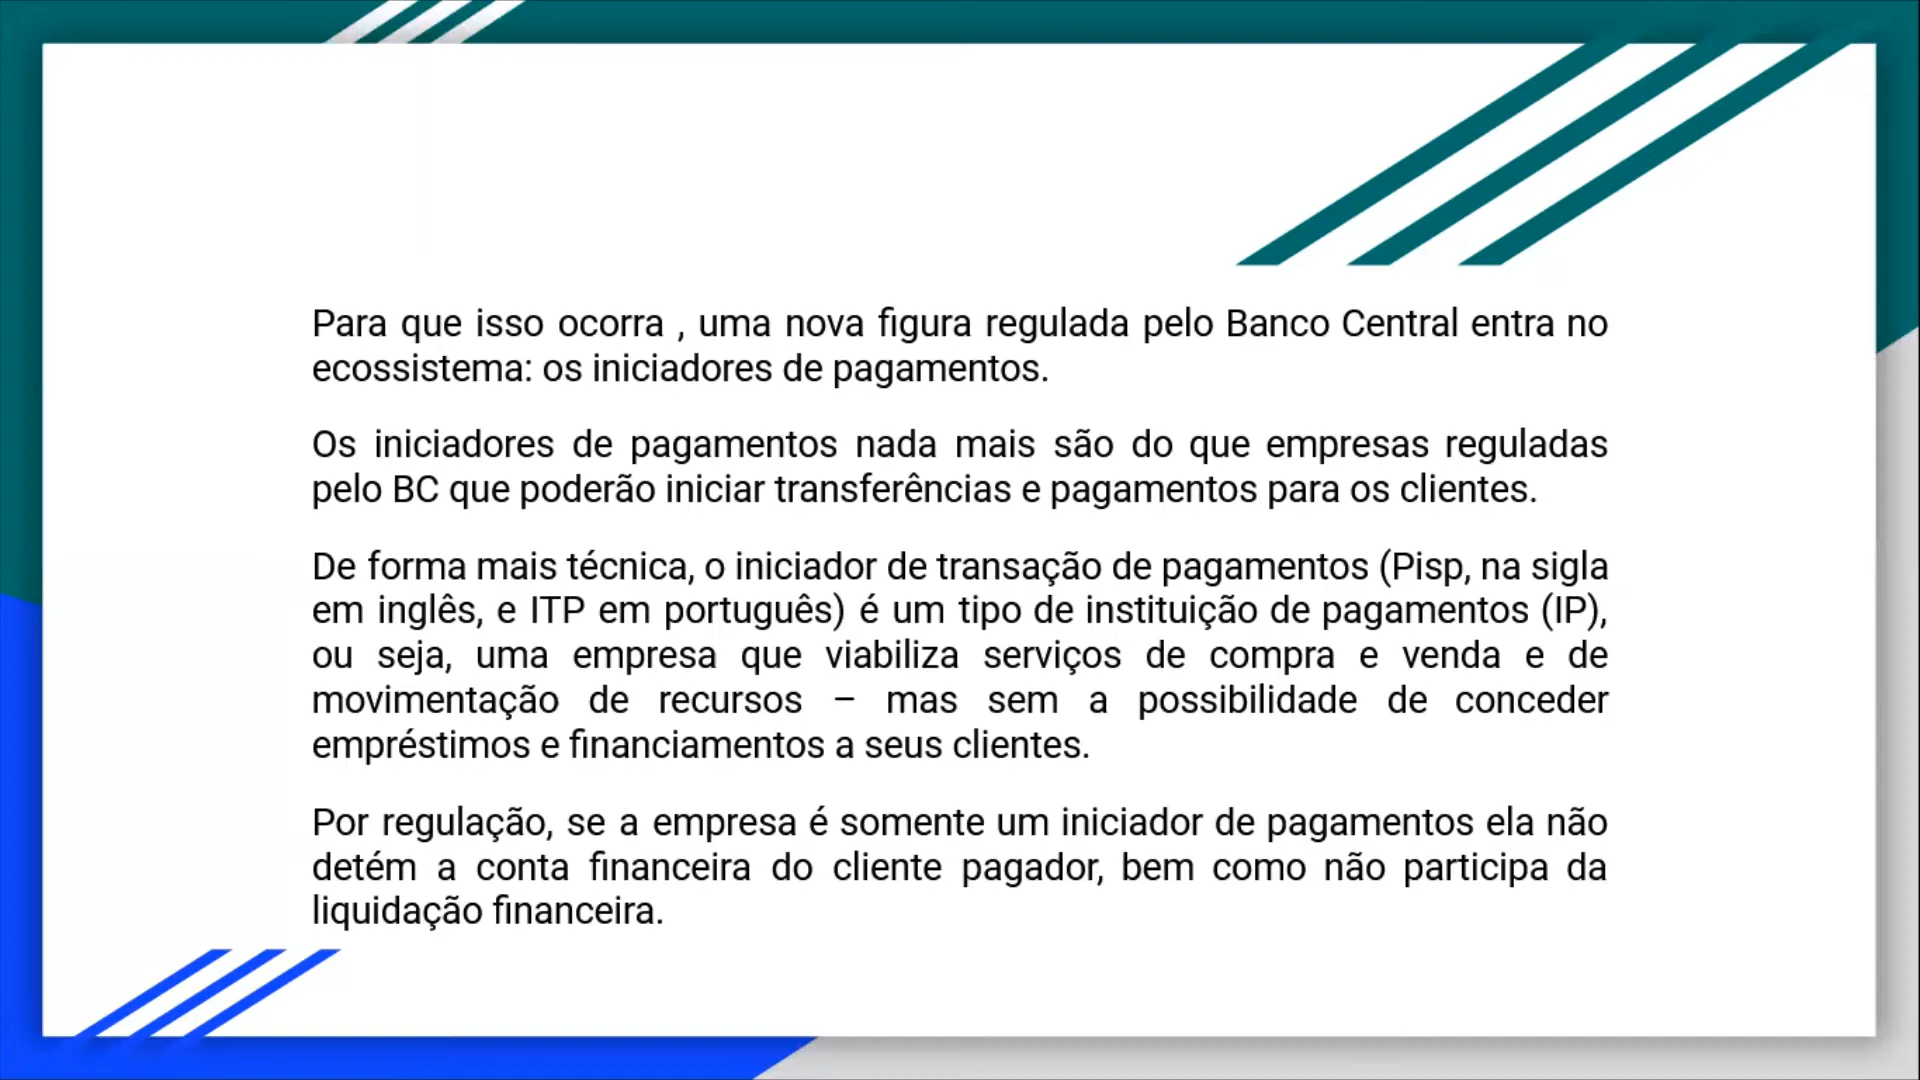 Para que isso ocorra , uma nova figura regulada pelo Banco Central entra no
ecossistema: os iniciadores de pagamentos.
Os iniciadores de pagamentos nada mais são do que empresas reguladas
pelo BC que poderão iniciar transferências e pagamentos para os clientes.
De forma mais técnica, o iniciador de transação de pagamentos (Pisp, na sigla
em inglês, e ITP em português) é um tipo de instituição de pagamentos (IP),
ou seja, uma empresa que viabiliza serviços de compra e venda e de
movimentação de recursos – mas sem a possibilidade de conceder
empréstimos e financiamentos a seus clientes.
Por regulação, se a empresa é somente um iniciador de pagamentos ela não
detém a conta financeira do cliente pagador, bem como não participa da
liquidação financeira.